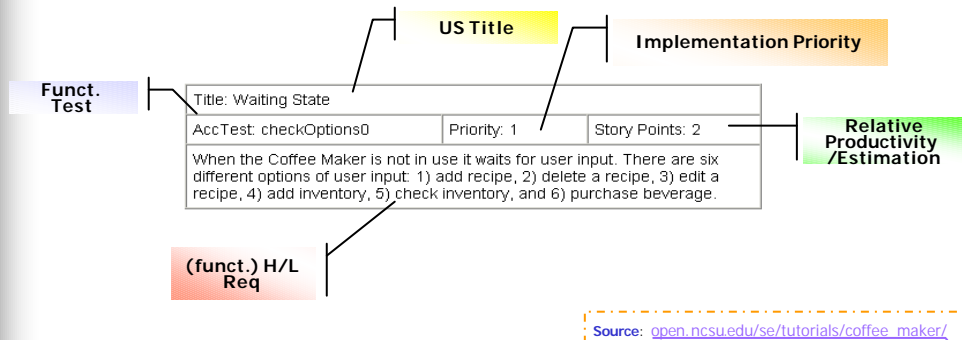 US Title
Implementation Priority
Funct.
Test
Title: Waiting State
AccTest: checkOptions0
Priority: 1
Story Points: 2
Relative
Productivity
/Estimation
When the Coffee Maker is not in use it waits for user input. There are six
different options of user input: 1) add recipe, 2) delete a recipe, 3) edit a
recipe, 4) add inventory, 5) check inventory, and 6) purchase beverage.
(funct.) H/L
Req
Source: open.ncsu.edu/se/tutorials/coffee_maker/